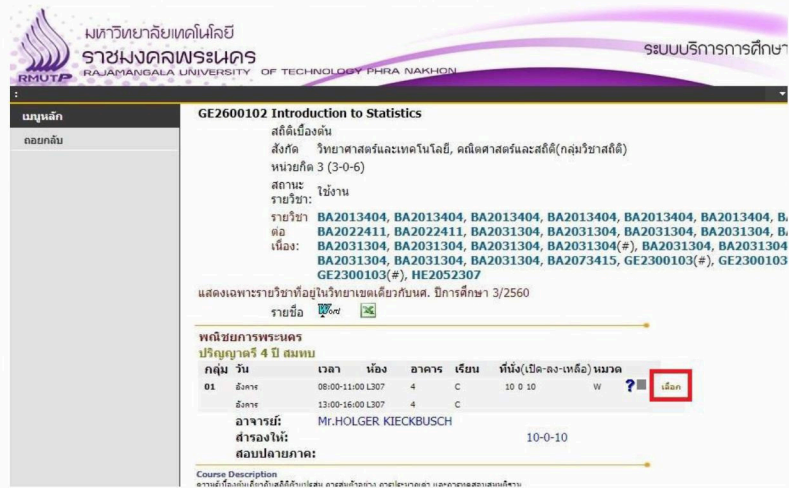 มหาวิทยาลัยเทคโนโลยี
ราชมงคลพระนคร
RAJAMANGALA UNIVERSITY OF TECHNOLOGY PHRA NAKHON
RMUTP
ระบบบริการการศึกษา
:
เมนูหลัก
ถอยกลับ
GE2600102 Introduction to Statistics
สถิติเบื้องต้น
สังกัด วิทยาศาสตร์และเทคโนโลยี, คณิตศาสตร์และสถิติ(กลุ่มวิชาสถิติ)
หน่วยกิต 3 (3-0-6)
สถานะรายวิชา: ใช้งาน
รายวิชาต่อเนื่อง: BA2013404, BA2013404, BA2013404, BA2013404, BA2013404, BA2013404,
BA2022411, BA2022411, BA2031304, BA2031304, BA2031304, BA2031304,
BA2031304, BA2031304, BA2031304, BA2031304(#), BA2031304, BA2031304
BA2031304, BA2031304, BA2031304, BA2073415, GE2300103(#), GE2300103
GE2300103(#), HE2052307
แสดงเฉพาะรายวิชาที่อยู่ในวิทยาเขตเดียวกับนศ. ปีการศึกษา 3/2560
รายชื่อ Word
พณิชยการพระนคร
ปริญญาตรี 4 ปี สมทบ
กลุ่ม วัน เวลา ห้อง อาคาร เรียน ที่นั่ง(เปิด-ลง-เหลือ) หมวด
01 อังคาร 08:00-11:00 L307 4 C 10 0 10 W ? เลือก
อังคาร 13:00-16:00 L307 4 C
อาจารย์: Mr.HOLGER KIECKBUSCH
สำรองให้: 10-0-10
สอบปลายภาค:
Course Description